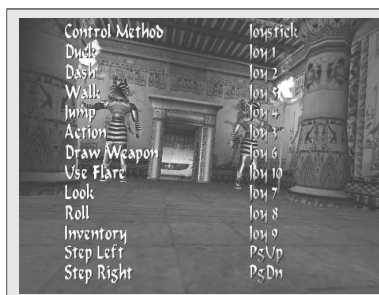 Control Method Joystick
Duck Joy 1
Dash Joy 2
Walk Joy 5
Jump Joy 4
Action Joy 3
Draw Weapon Joy 6
Use Flare Joy 10
Look Joy 7
Roll Joy 8
Inventory Joy 9
Step Left PgUp
Step Right PgDn